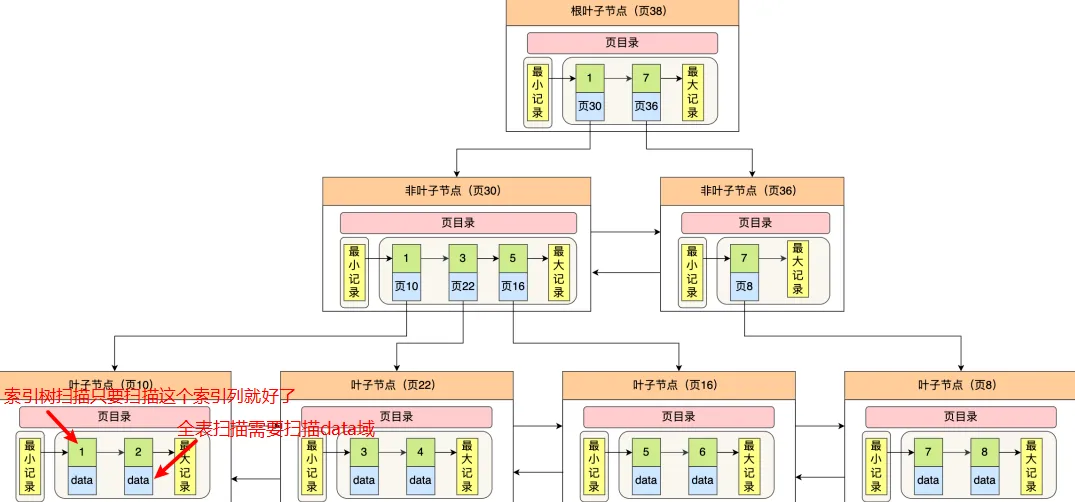 根叶子节点（页38）
页目录
最小记录
1
7
最大记录
页30
页36
非叶子节点（页30）
非叶子节点（页36）
页目录
页目录
最小记录
1
3
5
最大记录
页10
页22
页16
最小记录
7
最大记录
页8
叶子节点（页10）
叶子节点（页22）
叶子节点（页16）
叶子节点（页8）
索引树扫描只要扫描这个索引列就好了
页目录
页目录
页目录
页目录
全表扫描需要扫描data域
最小记录
1
2
最大记录
data
data
最小记录
3
4
最大记录
data
data
最小记录
5
6
最大记录
data
data
最小记录
7
8
最大记录
data
data